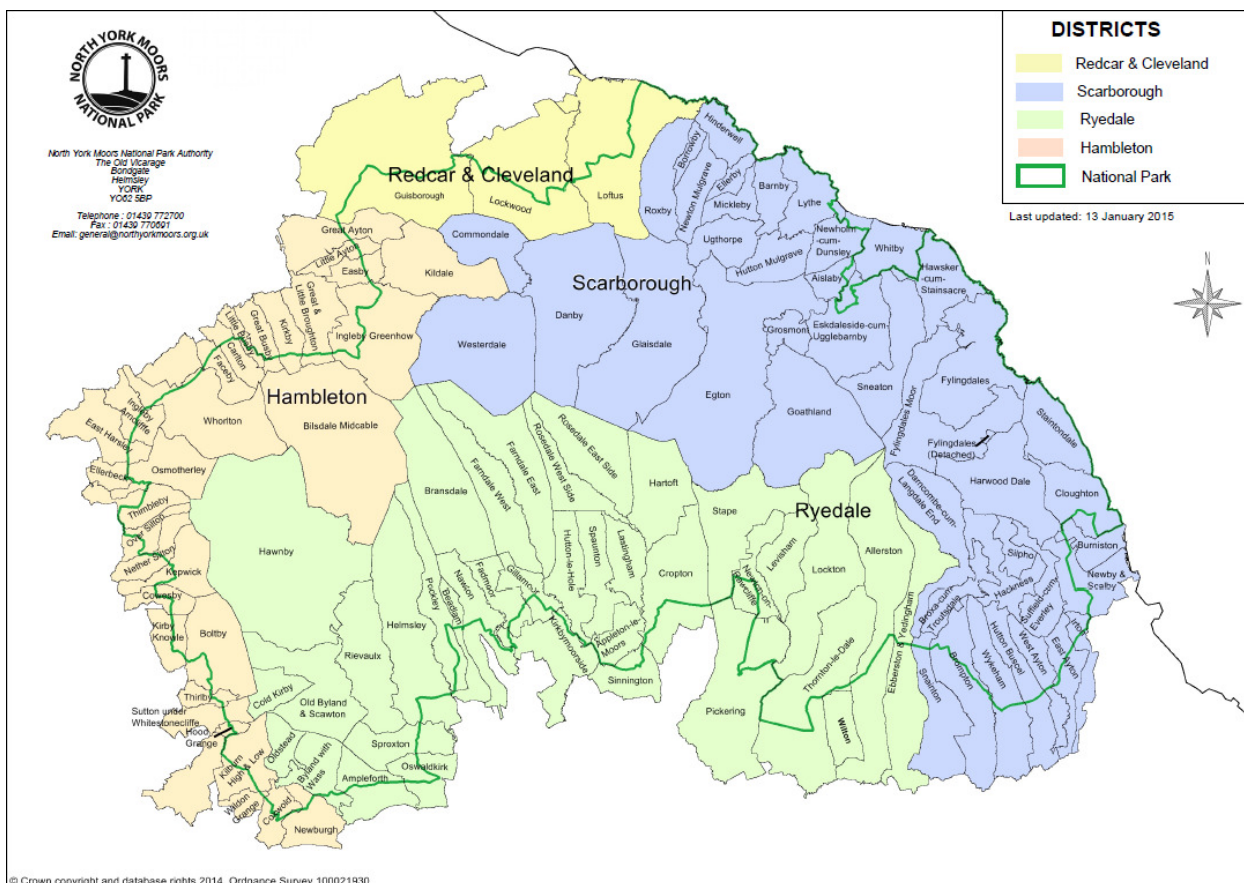 NORTH YORK MOORS
NATIONAL PARK
North York Moors National Park Authority
The Old Vicarage
Bondgate
Helmsley
YORK
YO62 5BP
Telephone : 01439 772700
Fax : 01439 770691
Email: general@northyorkmoors.org.uk
DISTRICTS
Redcar & Cleveland
Scarborough
Ryedale
Hambleton
National Park
Last updated: 13 January 2015
N
Redcar & Cleveland
Guisborough
Lockwood
Loftus
Scarborough
Hinderwell
Borrowby
Roxby
Newton Mulgrave
Ellerby
Mickleby
Barnby
Lythe
Ugthorpe
Hutton Mulgrave
Newholm
-cum-
Dunsley
Aislaby
Whitby
Hawsker
-cum-
Stainsacre
Commondale
Westerdale
Danby
Glaisdale
Egton
Grosmont
Eskdaleside-cum-
Ugglebarnby
Sneaton
Goathland
Fylingdales Moor
Fylingdales
Fylingdales
(Detached)
Staintondale
Harwood Dale
Cloughton
Darncombe-cum-
Langdale End
Burniston
Silpho
Newby &
Scalby
Hackness
Suffield-cum-
Everley
Broxa-cum-
Troutsdale
Irton
East Ayton
West Ayton
Hutton Buscel
Wykeham
Brompton
Snainton
Hambleton
Great Ayton
Little Ayton
Easby
Kildale
Great &
Little Broughton
Kirkby
Great Busby
Little Busby
Carlton
Faceby
Ingleby Greenhow
Ingleby
Arncliffe
East Harsley
Whorlton
Bilsdale Midcable
Ellerbeck
Osmotherley
Thimbleby
Over Silton
Nether Silton
Kepwick
Cowesby
Kirby
Knowle
Boltby
Thirlby
Sutton under
Whitestonecliffe
Hood
Grange
Kilburn
High & Low
Wildon
Grange
Coxwold
Newburgh
Ryedale
Bransdale
Farndale West
Farndale East
Rosedale West Side
Rosedale East Side
Hartoft
Stape
Hawnby
Hutton-le-Hole
Spaunton
Lastingham
Cropton
Newton-on-
Rawcliffe
Levisham
Lockton
Allerston
Pockley
Beadlam
Nawton
Fadmoor
Gillamoor
Kirkbymoorside
Appleton-le-
Moors
Sinnington
Helmsley
Rievaulx
Cold Kirby
Old Byland
& Scawton
Oldstead
Byland with
Wass
Sproxton
Ampleforth
Oswaldkirk
Pickering
Thornton-le-Dale
Wilton
Ebberston & Yedingham
© Crown copyright and database rights 2014. Ordnance Survey 100021930